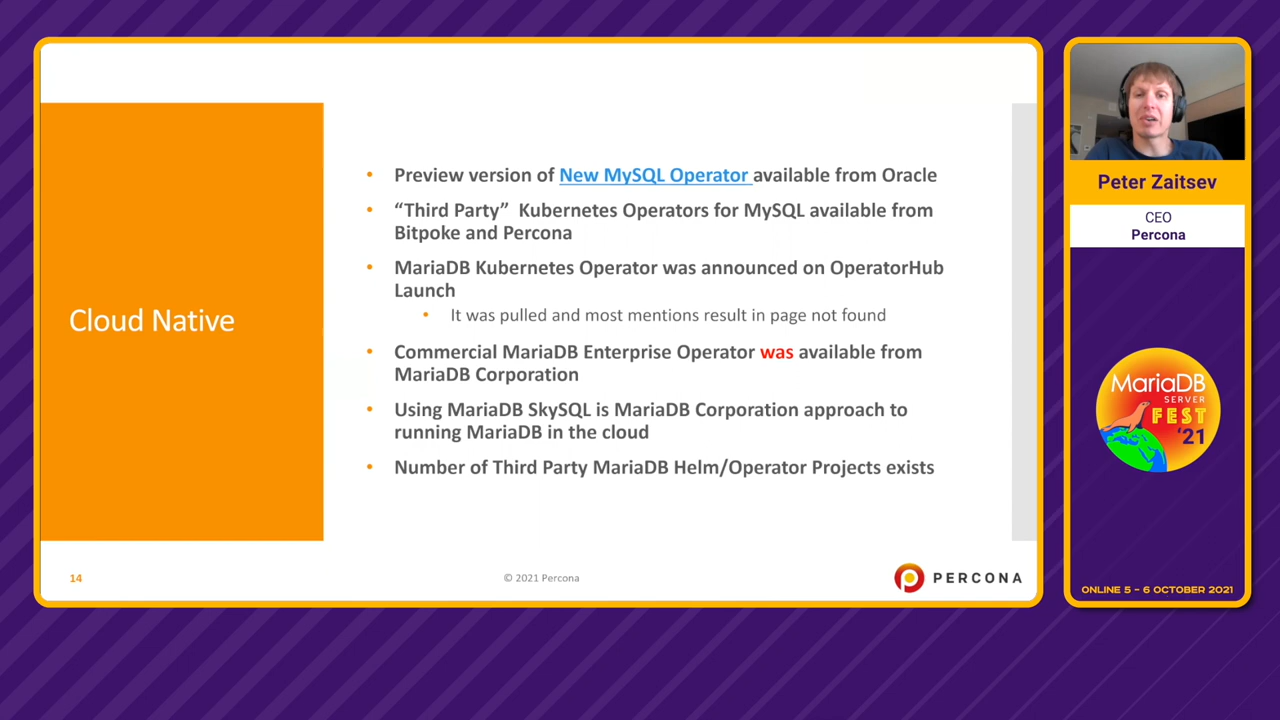 Cloud Native
• Preview version of New MySQL Operator available from Oracle
• “Third Party”  Kubernetes Operators for MySQL available from
Bitpoke and Percona
• MariaDB Kubernetes Operator was announced on OperatorHub
Launch
• It was pulled and most mentions result in page not found
• Commercial MariaDB Enterprise Operator was available from
MariaDB Corporation
• Using MariaDB SkySQL is MariaDB Corporation approach to
running MariaDB in the cloud
• Number of Third Party MariaDB Helm/Operator Projects exists
14
© 2021 Percona
PERCONA
Peter Zaitsev
CEO
Percona
MariaDB
SERVER
FEST
'21
ONLINE 5 – 6 OCTOBER 2021